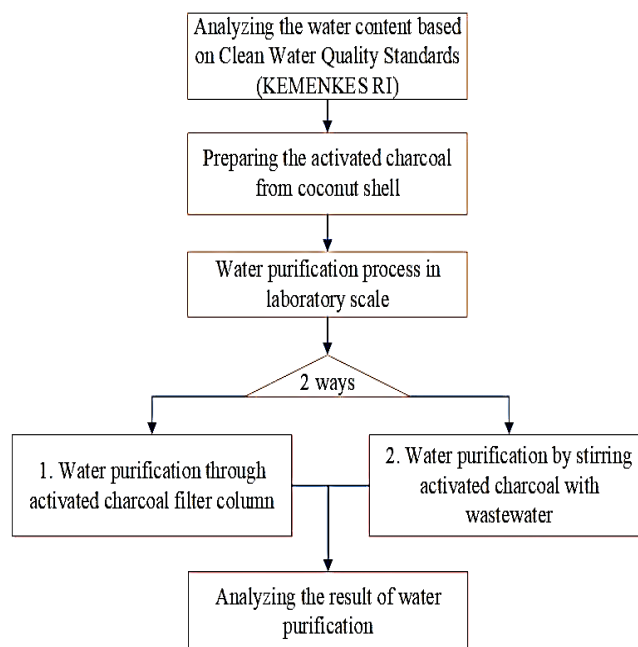 Analyzing the water content based
on Clean Water Quality Standards
(KEMENKES RI)
Preparing the activated charcoal
from coconut shell
Water purification process in
laboratory scale
2 ways
1. Water purification through
activated charcoal filter column
2. Water purification by stirring
activated charcoal with
wastewater
Analyzing the result of water
purification